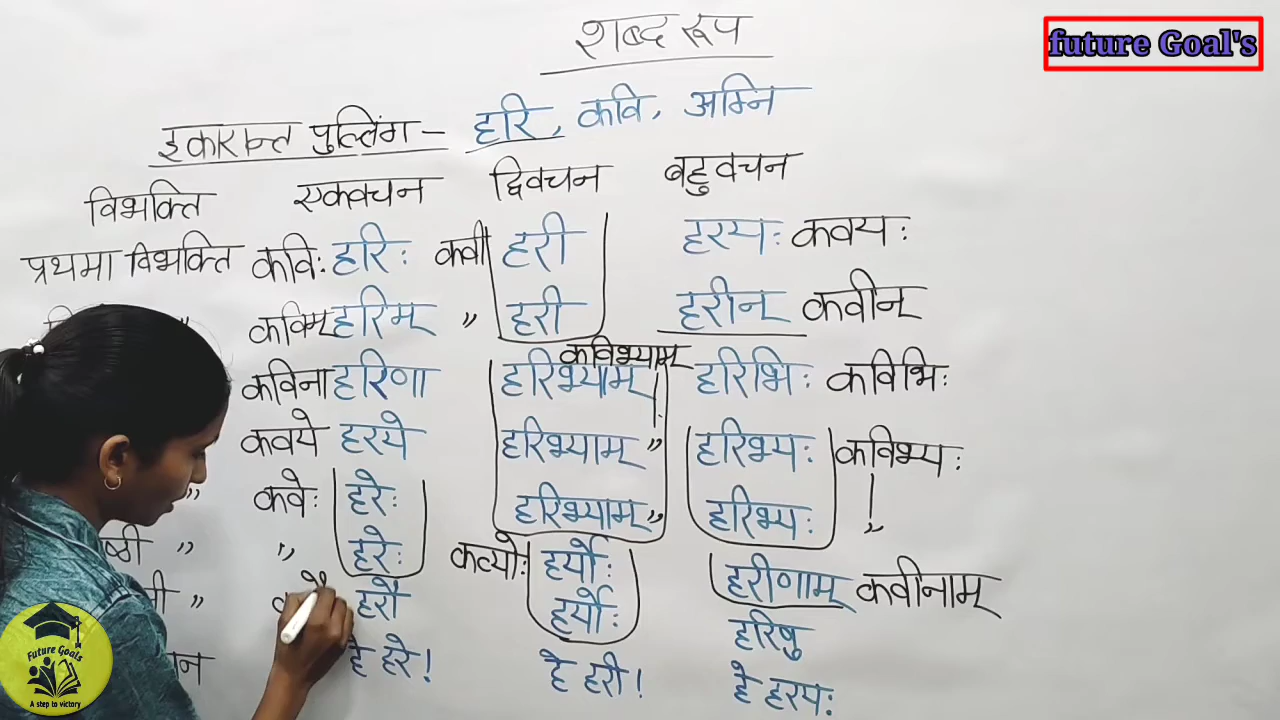 शब्द रूप
future Goal's
इकारान्त पुल्लिंग – हरि, कवि, अग्नि
विभक्ति एकवचन द्विवचन बहुवचन
प्रथमा विभक्ति कविः हरिः कवी हरी हरयः कवयः
" कविम् हरिम् " हरी हरीन् कवीन्
कविभ्याम्
कविना हरिणा हरिभ्याम् हरिभिः कविभिः
कवये हरये हरिभ्याम् " हरिभ्यः कविभ्यः
" कवेः हरेः हरिभ्याम् " हरिभ्यः "
" " हरेः कव्योः हर्योः हरीणाम् कवीनाम्
" हरौ हर्योः हरिषु
हे हरे! हे हरी! हे हरयः
Future Goals
A step to victory